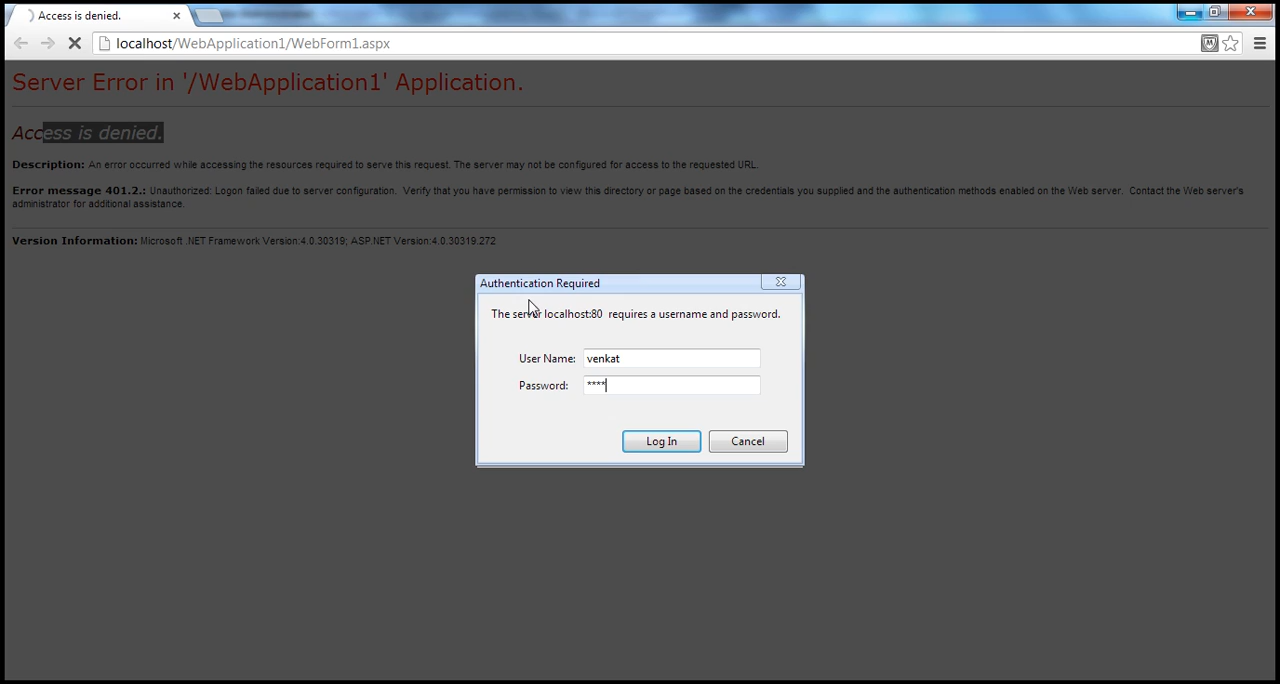 Access is denied.
localhost/WebApplication1/WebForm1.aspx
Server Error in '/WebApplication1' Application.
Access is denied.
Description: An error occurred while accessing the resources required to serve this request. The server may not be configured for access to the requested URL.
Error message 401.2.: Unauthorized: Logon failed due to server configuration. Verify that you have permission to view this directory or page based on the credentials you supplied and the authentication methods enabled on the Web server. Contact the Web server's
administrator for additional assistance.
Version Information: Microsoft .NET Framework Version:4.0.30319; ASP.NET Version:4.0.30319.272
Authentication Required
The server localhost:80 requires a username and password.
User Name: venkat
Password: ****
Log In Cancel